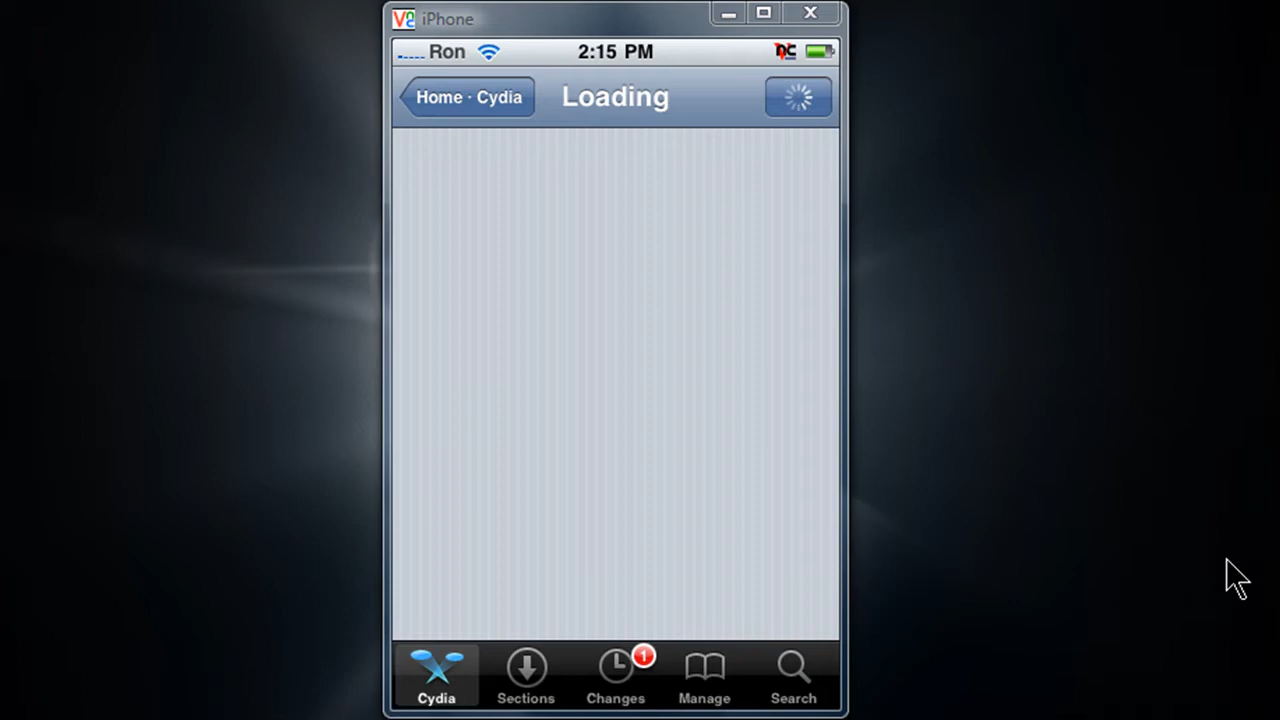 iPhone
Ron 2:15 PM
Home · Cydia Loading
1
Cydia Sections Changes Manage Search